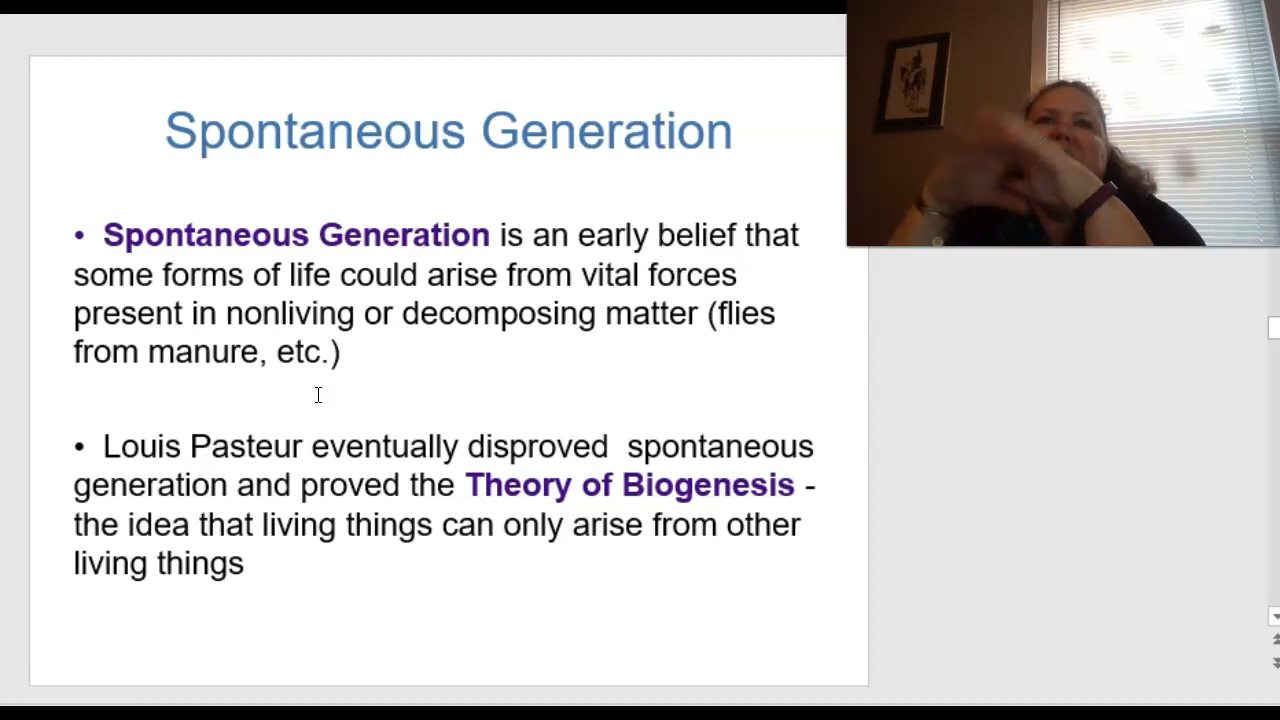 Spontaneous Generation
• Spontaneous Generation is an early belief that
some forms of life could arise from vital forces
present in nonliving or decomposing matter (flies
from manure, etc.)
• Louis Pasteur eventually disproved spontaneous
generation and proved the Theory of Biogenesis -
the idea that living things can only arise from other
living things